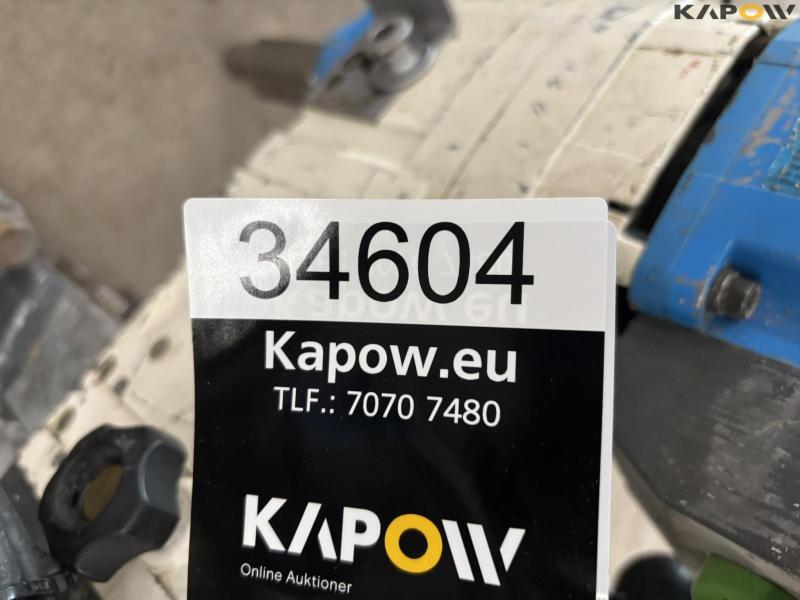 KAPOW
34604
Kapow.eu
TLF.: 7070 7480
KAPOW
Online Auktioner